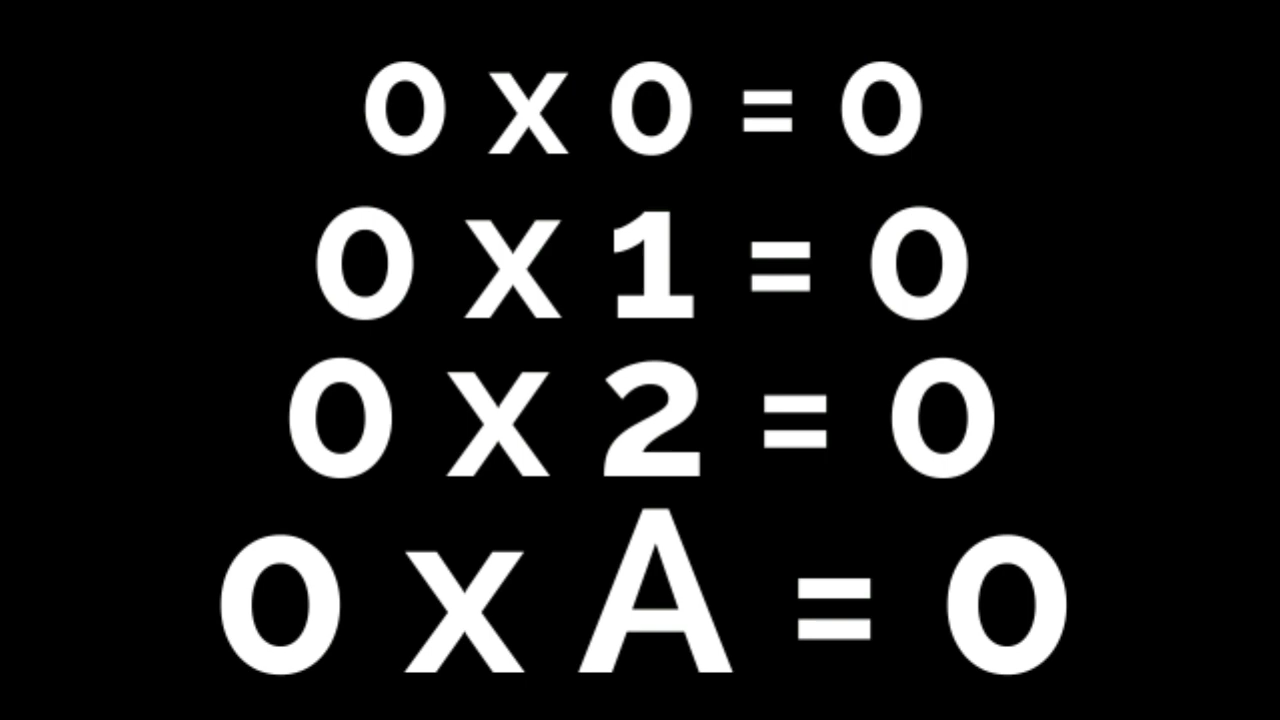 0 x 0 = 0
0 x 1 = 0
0 x 2 = 0
0 x A = 0